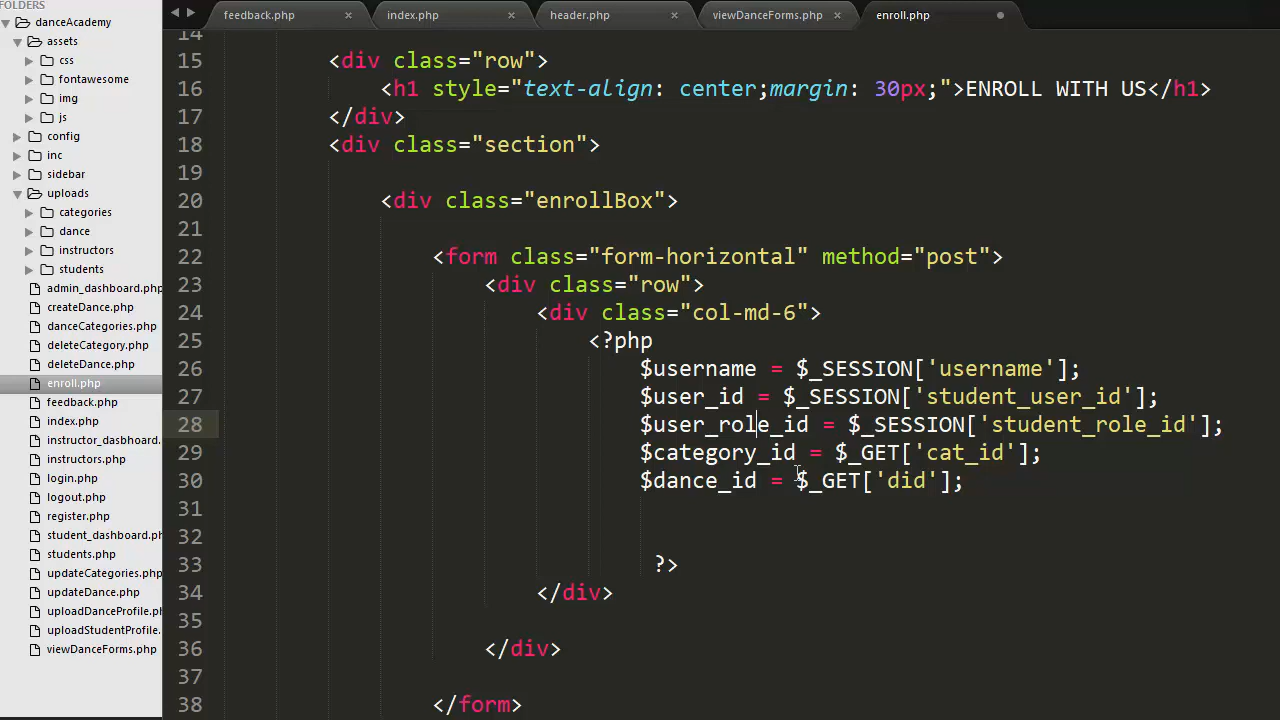 FOLDERS
danceAcademy
assets
css
fontawesome
img
js
config
inc
sidebar
uploads
categories
dance
instructors
students
admin_dashboard.php
createDance.php
danceCategories.php
deleteCategory.php
deleteDance.php
enroll.php
feedback.php
index.php
instructor_dashboard.
instructors.php
login.php
logout.php
register.php
student_dashboard.ph
students.php
updateCategories.php
updateDance.php
uploadDanceProfile.ph
uploadStudentProfile.
viewDanceForms.php
feedback.php × index.php × header.php × viewDanceForms.php × enroll.php
14
15 <div class="row">
16 <h1 style="text-align: center;margin: 30px;">ENROLL WITH US</h1>
17 </div>
18 <div class="section">
19
20 <div class="enrollBox">
21
22 <form class="form-horizontal" method="post">
23 <div class="row">
24 <div class="col-md-6">
25 <?php
26 $username = $_SESSION['username'];
27 $user_id = $_SESSION['student_user_id'];
28 $user_role_id = $_SESSION['student_role_id'];
29 $category_id = $_GET['cat_id'];
30 $dance_id = $_GET['did'];
31
32
33 ?>
34 </div>
35
36 </div>
37
38 </form>